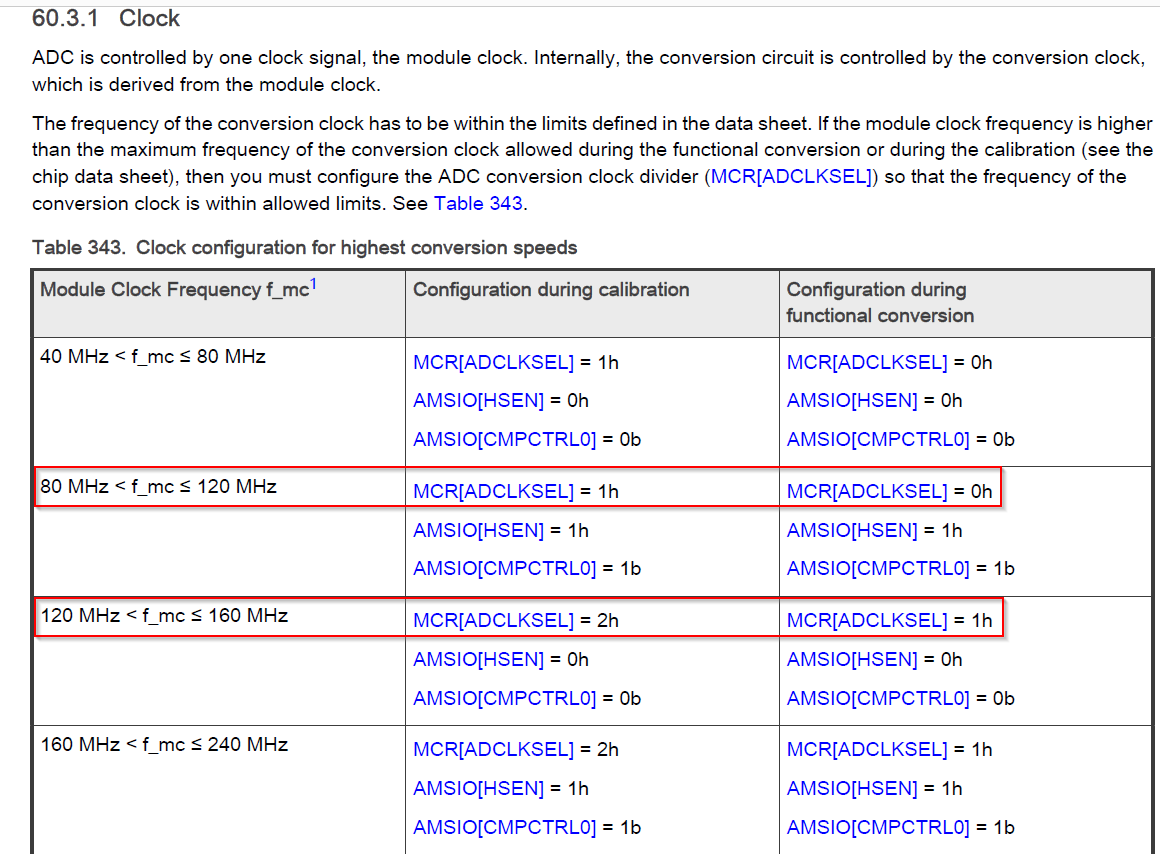 60.3.1 Clock
ADC is controlled by one clock signal, the module clock. Internally, the conversion circuit is controlled by the conversion clock,
which is derived from the module clock.
The frequency of the conversion clock has to be within the limits defined in the data sheet. If the module clock frequency is higher
than the maximum frequency of the conversion clock allowed during the functional conversion or during the calibration (see the
chip data sheet), then you must configure the ADC conversion clock divider (MCR[ADCLKSEL]) so that the frequency of the
conversion clock is within allowed limits. See Table 343.
Table 343. Clock configuration for highest conversion speeds
Module Clock Frequency f_mc1
Configuration during calibration
Configuration during
functional conversion
40 MHz < f_mc ≤ 80 MHz
MCR[ADCLKSEL] = 1h
AMSIO[HSEN] = 0h
AMSIO[CMPCTRL0] = 0b
MCR[ADCLKSEL] = 0h
AMSIO[HSEN] = 0h
AMSIO[CMPCTRL0] = 0b
80 MHz < f_mc ≤ 120 MHz
MCR[ADCLKSEL] = 1h
AMSIO[HSEN] = 1h
AMSIO[CMPCTRL0] = 1b
MCR[ADCLKSEL] = 0h
AMSIO[HSEN] = 1h
AMSIO[CMPCTRL0] = 1b
120 MHz < f_mc ≤ 160 MHz
MCR[ADCLKSEL] = 2h
AMSIO[HSEN] = 0h
AMSIO[CMPCTRL0] = 0b
MCR[ADCLKSEL] = 1h
AMSIO[HSEN] = 0h
AMSIO[CMPCTRL0] = 0b
160 MHz < f_mc ≤ 240 MHz
MCR[ADCLKSEL] = 2h
AMSIO[HSEN] = 1h
AMSIO[CMPCTRL0] = 1b
MCR[ADCLKSEL] = 1h
AMSIO[HSEN] = 1h
AMSIO[CMPCTRL0] = 1b